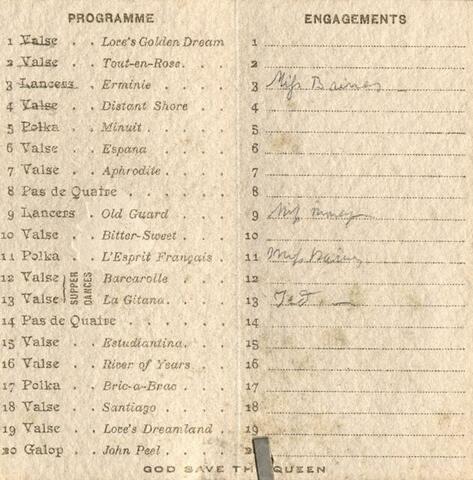 PROGRAMME
1 Valse . . Love's Golden Dream
2 Valse . . Tout-en-Rose. . .
3 Lancers . Erminie . . . .
4 Valse . . Distant Shore . .
5 Polka . . Minuit . . . . .
6 Valse . . Espana . . . .
7 Valse . . Aphrodite . . . .
8 Pas de Quatre . . . . . .
9 Lancers . Old Guard . . . .
10 Valse . . Bitter-Sweet . . .
11 Polka . . L'Esprit Français . .
12 Valse SUPPER DANCES Barcarolle . . . .
13 Valse La Gitana . . . .
14 Pas de Quatre . . . . . .
15 Valse . . Estudiantina. . . .
16 Valse . . River of Years . .
17 Polka . . Bric-a-Brac . . . .
18 Valse . . Santiago . . . .
19 Valse . . Love's Dreamland . .
20 Galop . . John Peel . . . .
ENGAGEMENTS
1
2
3 Miss Baines
4
5
6
7
8
9
10
11 Miss Baines
12
13 Ted
14
15
16
17
18
19
GOD SAVE THE QUEEN